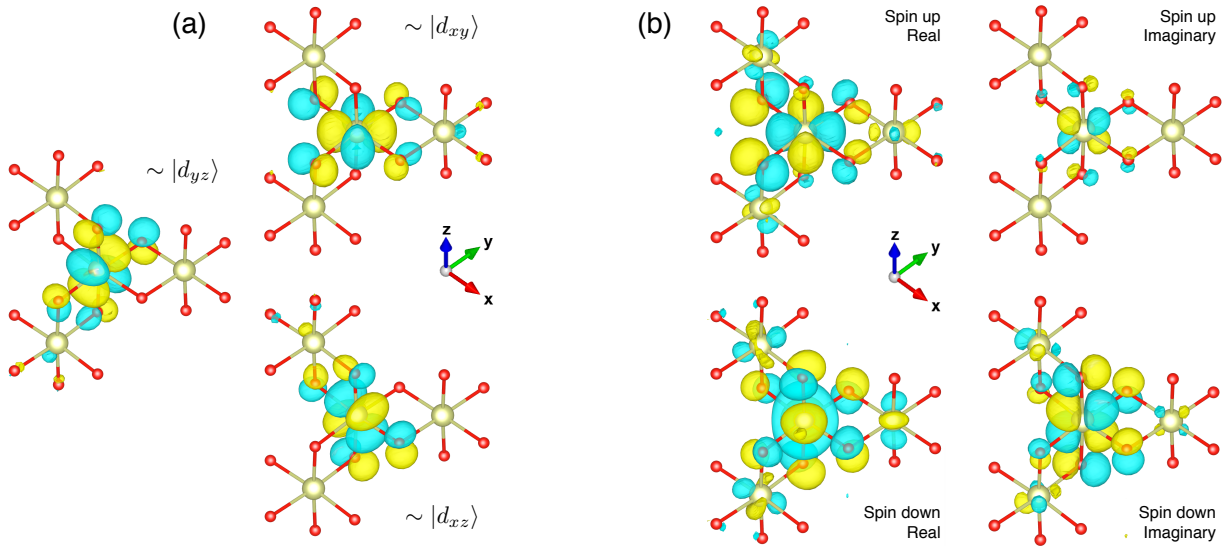 (a)
∼ |d_{xy}⟩
∼ |d_{yz}⟩
z
y
x
∼ |d_{xz}⟩
(b)
Spin up
Real
Spin up
Imaginary
z
y
x
Spin down
Real
Spin down
Imaginary